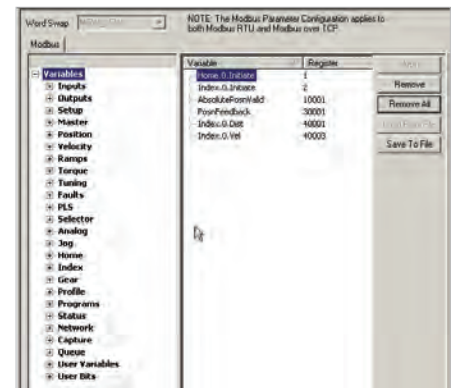 Word Swap
NOTE: The Modbus Parameter Configuration applies to
both Modbus RTU and Modbus over TCP
Modbus
Variables
Inputs
Outputs
Setup
Master
Position
Velocity
Ramps
Torque
Tuning
Faults
PLS
Selector
Analog
Jog
Home
Index
Gear
Profile
Programs
Status
Network
Capture
Queue
User Variables
User Bits
Variable Register
Home.0.Initiate 1
Index.0.Initiate 2
AbsolutePosnValid 10001
PosnFeedback 30001
Index.0.Dist 40001
Index.0.Vel 40003
Remove
Remove All
Load From File
Save To File